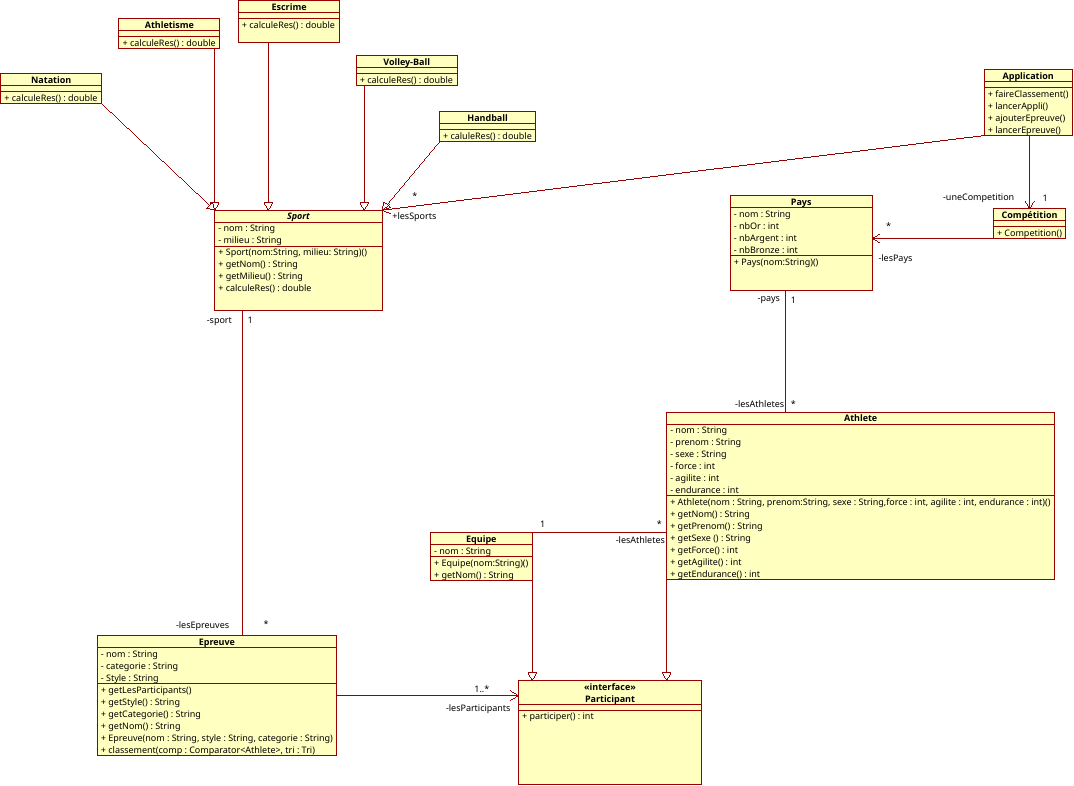 Escrime
+ calculeRes() : double
Athletisme
+ calculeRes() : double
Volley-Ball
+ calculeRes() : double
Natation
+ calculeRes() : double
Handball
+ caluleRes() : double
Application
+ faireClassement()
+ lancerAppli()
+ ajouterEpreuve()
+ lancerEpreuve()
*
+lesSports
-uneCompetition
1
Compétition
+ Competition()
*
-lesPays
Sport
- nom : String
- milieu : String
+ Sport(nom:String, milieu: String)()
+ getNom() : String
+ getMilieu() : String
+ calculeRes() : double
Pays
- nom : String
- nbOr : int
- nbArgent : int
- nbBronze : int
+ Pays(nom:String)()
-pays
1
-sport
1
-lesAthletes
*
Athlete
- nom : String
- prenom : String
- sexe : String
- force : int
- agilite : int
- endurance : int
+ Athlete(nom : String, prenom:String, sexe : String,force : int, agilite : int, endurance : int)()
+ getNom() : String
+ getPrenom() : String
+ getSexe () : String
+ getForce() : int
+ getAgilite() : int
+ getEndurance() : int
1
*
-lesAthletes
Equipe
- nom : String
+ Equipe(nom:String)()
+ getNom() : String
-lesEpreuves
*
Epreuve
- nom : String
- categorie : String
- Style : String
+ getLesParticipants()
+ getStyle() : String
+ getCategorie() : String
+ getNom() : String
+ Epreuve(nom : String, style : String, categorie : String)
+ classement(comp : Comparator<Athlete>, tri : Tri)
1..*
-lesParticipants
«interface»
Participant
+ participer() : int